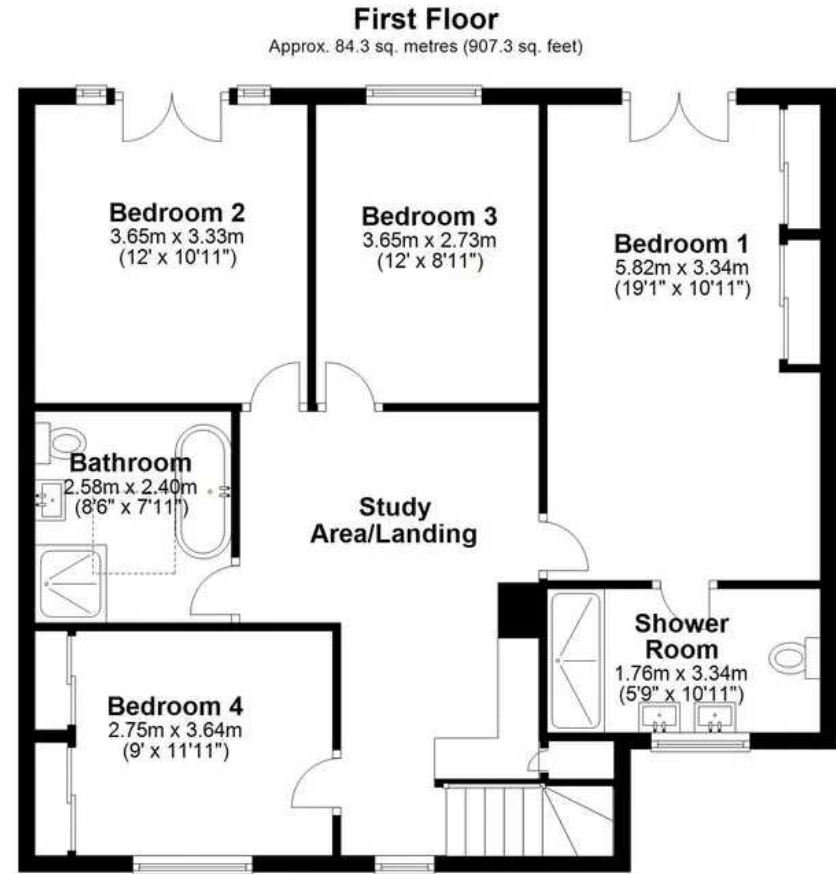 First Floor
Approx. 84.3 sq. metres (907.3 sq. feet)
Bedroom 2
3.65m x 3.33m
(12' x 10'11")
Bedroom 3
3.65m x 2.73m
(12' x 8'11")
Bedroom 1
5.82m x 3.34m
(19'1" x 10'11")
Bathroom
2.58m x 2.40m
(8'6" x 7'11")
Study
Area/Landing
Shower
Room
1.76m x 3.34m
(5'9" x 10'11")
Bedroom 4
2.75m x 3.64m
(9' x 11'11")